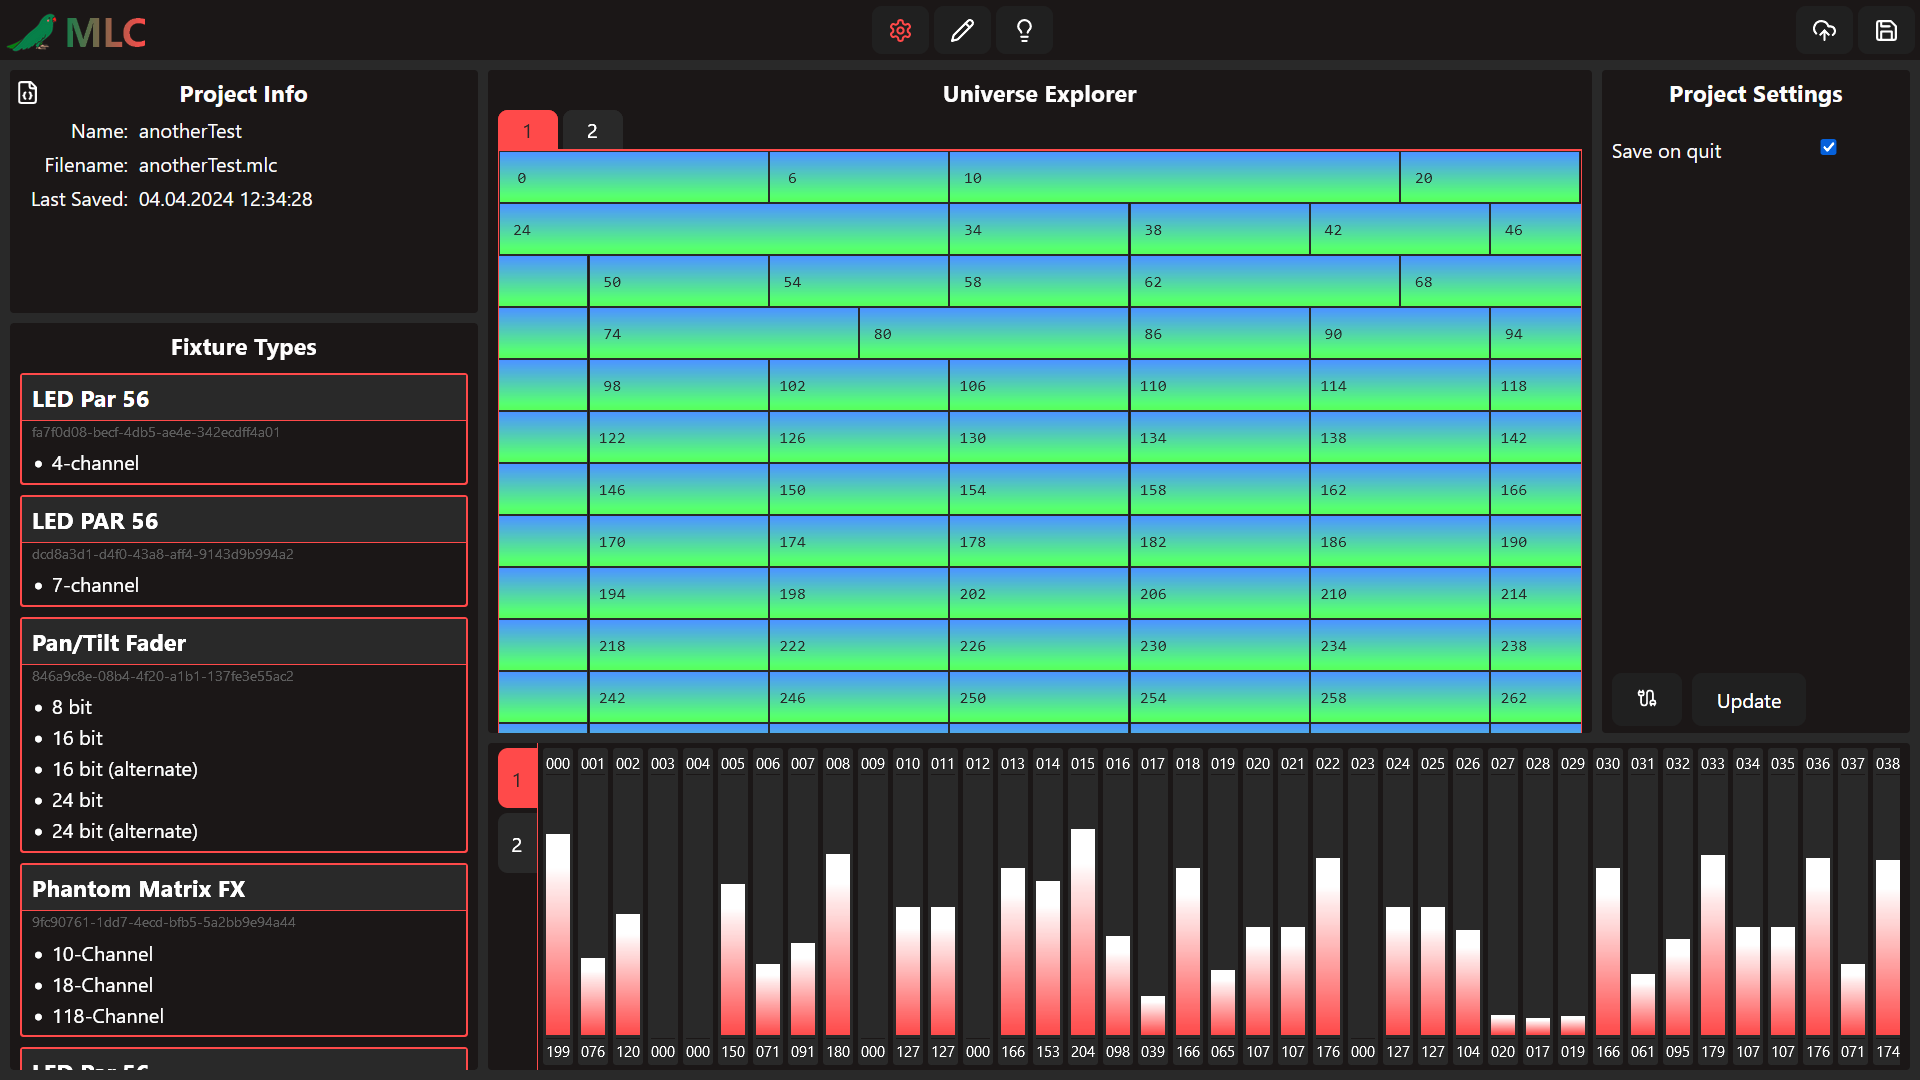 MLC
Project Info
Name: anotherTest
Filename: anotherTest.mlc
Last Saved: 04.04.2024 12:34:28
Fixture Types
LED Par 56
fa7f0d08-becf-4db5-ae4e-342ecdff4a01
• 4-channel
LED PAR 56
dcd8a3d1-d4f0-43a8-aff4-9143d9b994a2
• 7-channel
Pan/Tilt Fader
846a9c8e-08b4-4f20-a1b1-137fe3e55ac2
• 8 bit
• 16 bit
• 16 bit (alternate)
• 24 bit
• 24 bit (alternate)
Phantom Matrix FX
9fc90761-1dd7-4ecd-bfb5-5a2bb9e94a44
• 10-Channel
• 18-Channel
• 118-Channel
LED Par 56
Universe Explorer
1 2
0 6 10 20
24 34 38 42 46
50 54 58 62 68
74 80 86 90 94
98 102 106 110 114 118
122 126 130 134 138 142
146 150 154 158 162 166
170 174 178 182 186 190
194 198 202 206 210 214
218 222 226 230 234 238
242 246 250 254 258 262
Project Settings
Save on quit
Update
1
2
000 001 002 003 004 005 006 007 008 009 010 011 012 013 014 015 016 017 018 019 020 021 022 023 024 025 026 027 028 029 030 031 032 033 034 035 036 037 038
199 076 120 000 000 150 071 091 180 000 127 127 000 166 153 204 098 039 166 065 107 107 176 000 127 127 104 020 017 019 166 061 095 179 107 107 176 071 174